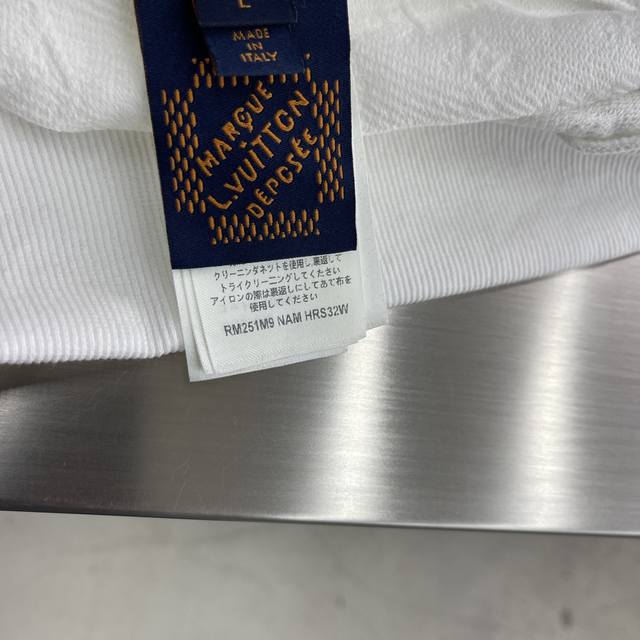 L
MADE
IN
ITALY
MARQUE
L.VUITTON
DÉPOSÉE
クリーニングネットを使用し、裏返して
トライクリーニングしてください
アイロンの際は裏返しにしてあて布を
使用してください
RM251M9 NAM HRS32W